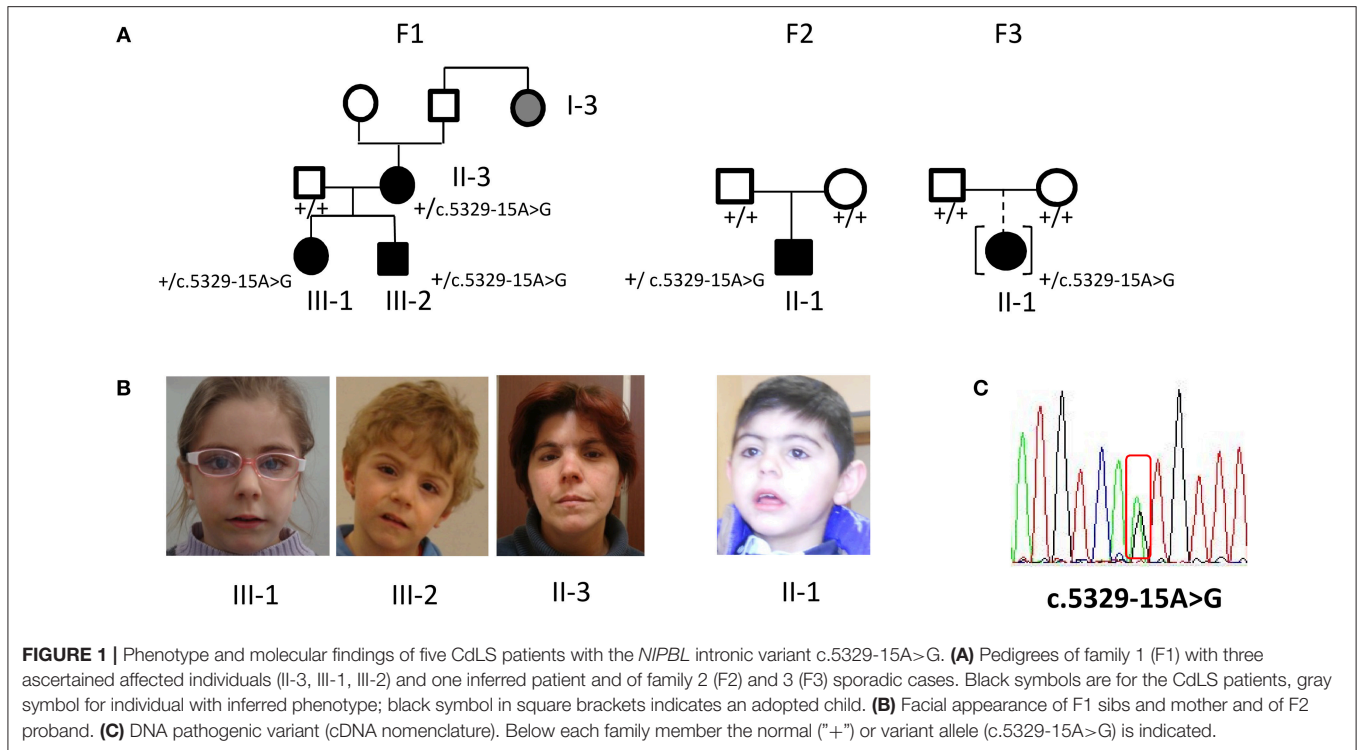 A
F1
F2
F3
I-3
II-3
+/+
+/c.5329-15A>G
+/c.5329-15A>G
III-1
III-2
+/c.5329-15A>G
+/+
+/+
+/ c.5329-15A>G
II-1
+/+
+/+
+/c.5329-15A>G
II-1
B
III-1
III-2
II-3
II-1
C
c.5329-15A>G
FIGURE 1 | Phenotype and molecular findings of five CdLS patients with the NIPBL intronic variant c.5329-15A>G. (A) Pedigrees of family 1 (F1) with three
ascertained affected individuals (II-3, III-1, III-2) and one inferred patient and of family 2 (F2) and 3 (F3) sporadic cases. Black symbols are for the CdLS patients, gray
symbol for individual with inferred phenotype; black symbol in square brackets indicates an adopted child. (B) Facial appearance of F1 sibs and mother and of F2
proband. (C) DNA pathogenic variant (cDNA nomenclature). Below each family member the normal ("+") or variant allele (c.5329-15A>G) is indicated.